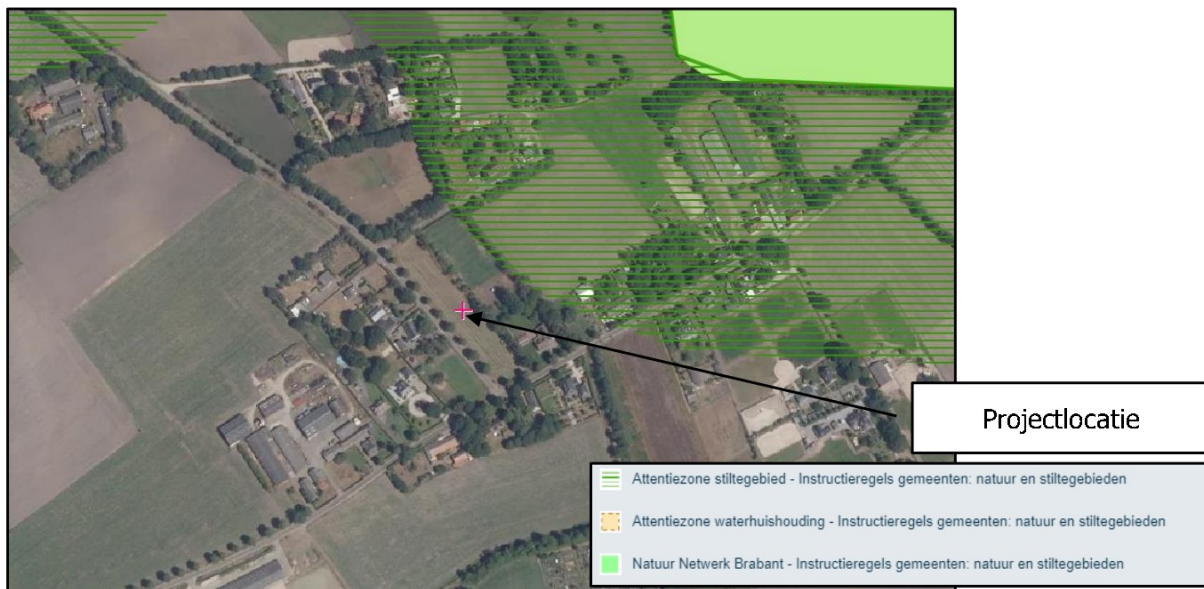 Projectlocatie
Attentiezone stiltegebied - Instructieregels gemeenten: natuur en stiltegebieden
Attentiezone waterhuishouding - Instructieregels gemeenten: natuur en stiltegebieden
Natuur Netwerk Brabant - Instructieregels gemeenten: natuur en stiltegebieden